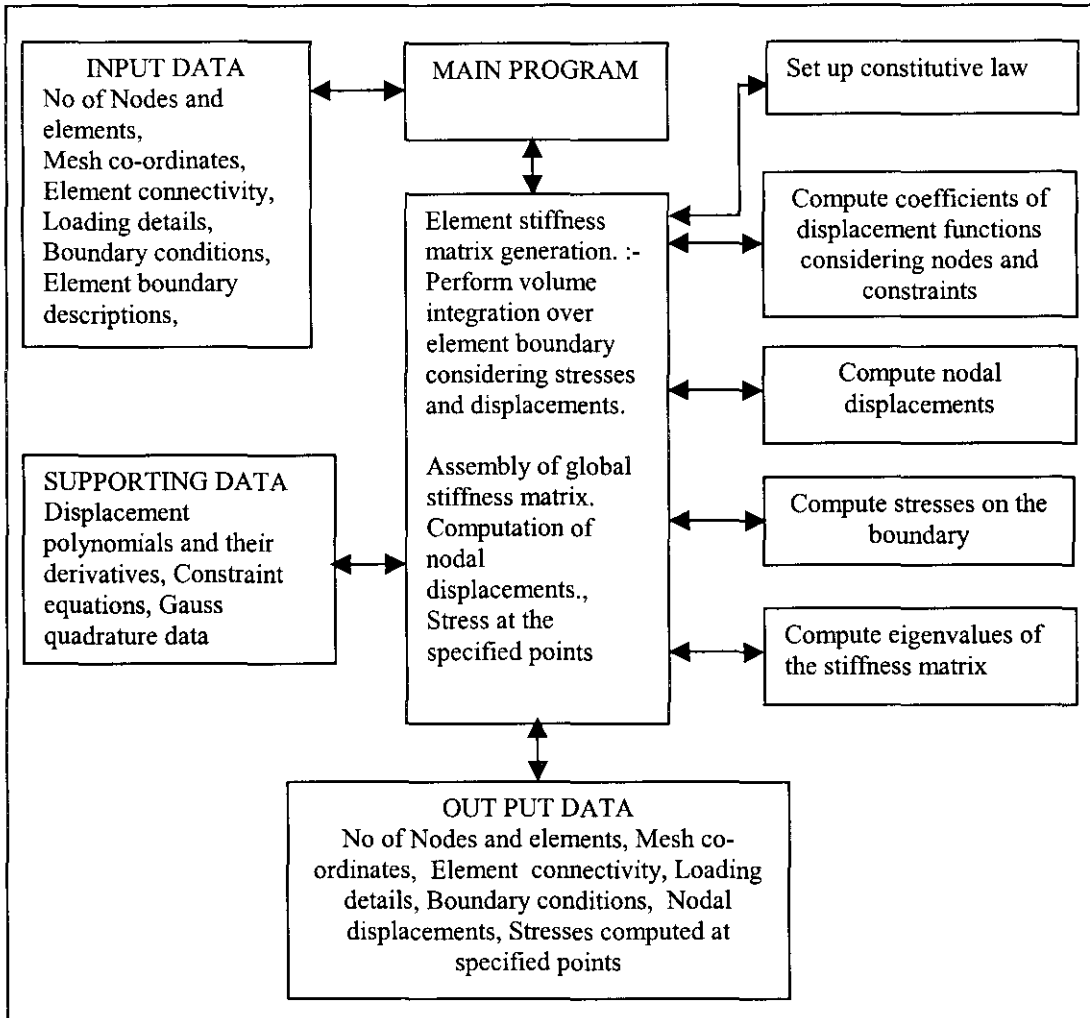 INPUT DATA
No of Nodes and
elements,
Mesh co-ordinates,
Element connectivity,
Loading details,
Boundary conditions,
Element boundary
descriptions,
MAIN PROGRAM
Set up constitutive law
Element stiffness
matrix generation. :-
Perform volume
integration over
element boundary
considering stresses
and displacements.
Assembly of global
stiffness matrix.
Computation of
nodal
displacements.,
Stress at the
specified points
Compute coefficients of
displacement functions
considering nodes and
constraints
Compute nodal
displacements
SUPPORTING DATA
Displacement
polynomials and their
derivatives, Constraint
equations, Gauss
quadrature data
Compute stresses on the
boundary
Compute eigenvalues of
the stiffness matrix
OUT PUT DATA
No of Nodes and elements, Mesh co-
ordinates, Element connectivity, Loading
details, Boundary conditions, Nodal
displacements, Stresses computed at
specified points